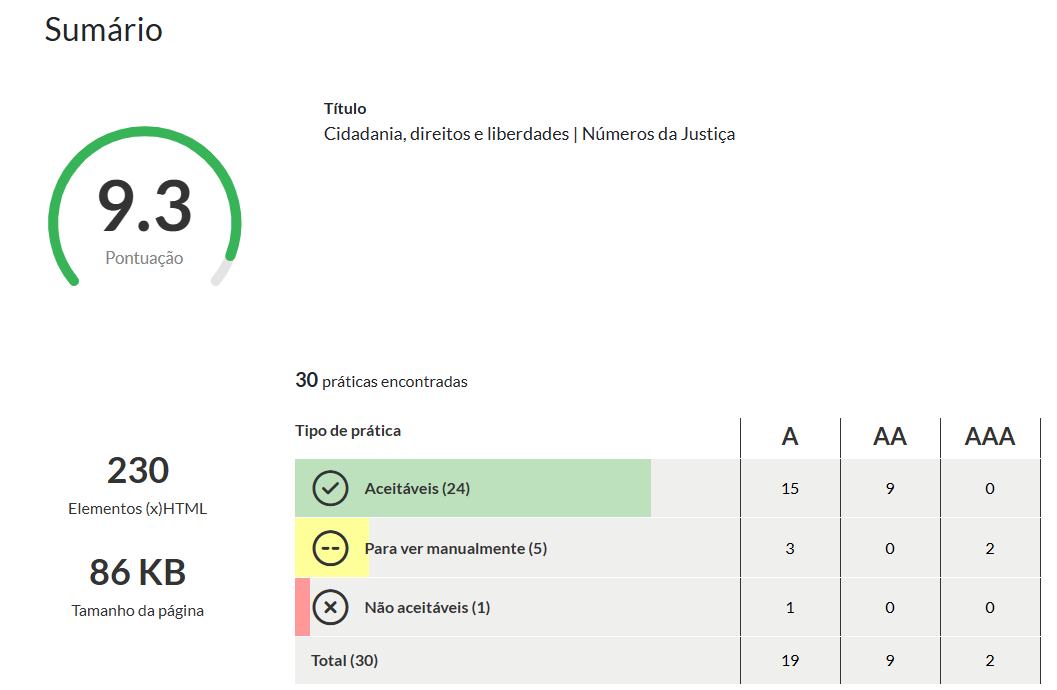 Sumário
9.3
Pontuação
Título
Cidadania, direitos e liberdades | Números da Justiça
230
Elementos (x)HTML
86 KB
Tamanho da página
30 práticas encontradas
Tipo de prática A AA AAA
Aceitáveis (24) 15 9 0
Para ver manualmente (5) 3 0 2
Não aceitáveis (1) 1 0 0
Total (30) 19 9 2